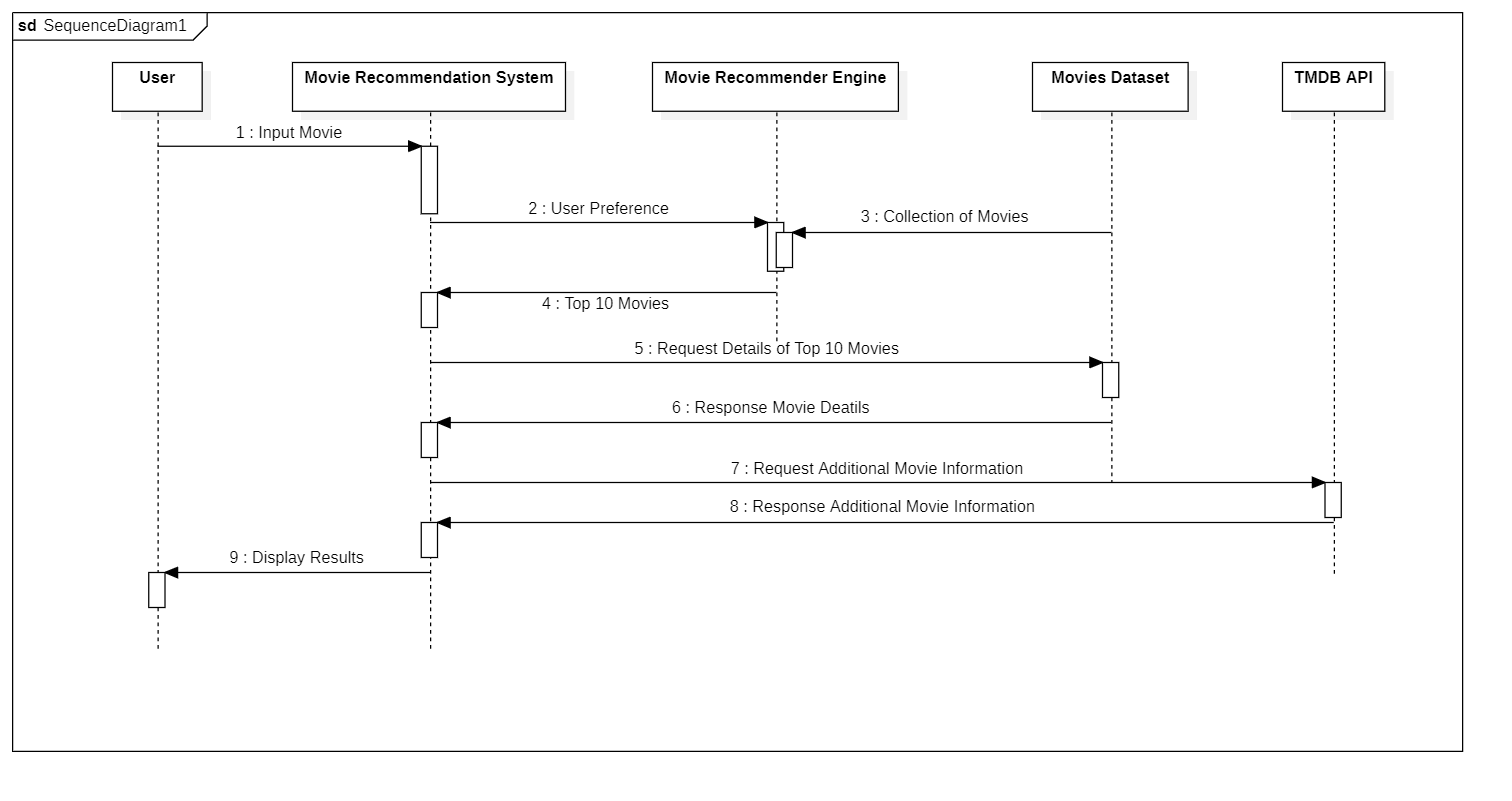 sd SequenceDiagram1
User
Movie Recommendation System
Movie Recommender Engine
Movies Dataset
TMDB API
1 : Input Movie
2 : User Preference
3 : Collection of Movies
4 : Top 10 Movies
5 : Request Details of Top 10 Movies
6 : Response Movie Deatils
7 : Request Additional Movie Information
8 : Response Additional Movie Information
9 : Display Results